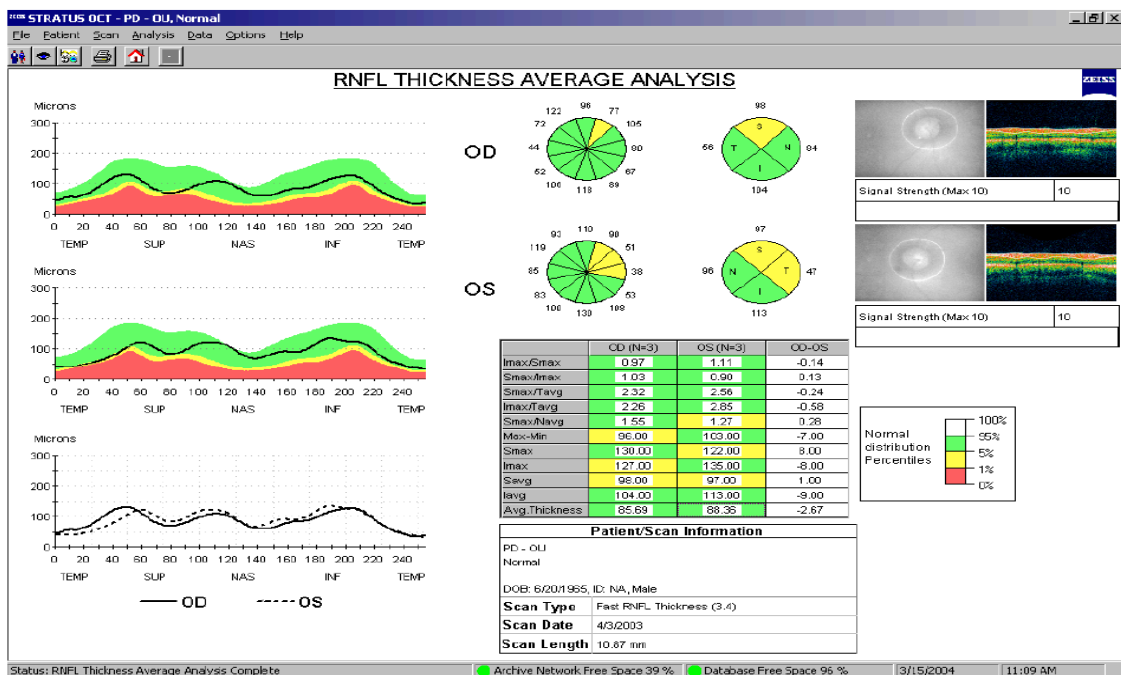 STRATUS OCT - PD - OU, Normal
File Patient Scan Analysis Data Options Help
RNFL THICKNESS AVERAGE ANALYSIS
ZEISS
Microns
300
200
100
0
0 20 40 60 80 100 120 140 160 180 200 220 240
TEMP SUP NAS INF TEMP
OD
96
122 77
72 105
44 80
52 67
106 89
118
98
S
56 T N 84
I
104
Signal Strength (Max 10) 10
Microns
300
200
100
0
0 20 40 60 80 100 120 140 160 180 200 220 240
TEMP SUP NAS INF TEMP
OS
110
93 98
119 51
85 38
83 53
106 109
130
97
S
96 N T 47
I
113
Signal Strength (Max 10) 10
Microns
300
200
100
0
0 20 40 60 80 100 120 140 160 180 200 220 240
TEMP SUP NAS INF TEMP
OD OS
OD (N=3) OS (N=3) OD-OS
Imax/Smax 0.97 1.11 -0.14
Smax/Imax 1.03 0.90 0.13
Smax/Tavg 2.32 2.56 -0.24
Imax/Tavg 2.26 2.85 -0.58
Smax/Navg 1.55 1.27 0.28
Max-Min 96.00 103.00 -7.00
Smax 130.00 122.00 8.00
Imax 127.00 135.00 -8.00
Savg 98.00 97.00 1.00
Iavg 104.00 113.00 -9.00
Avg.Thickness 85.69 88.36 -2.67
Normal
distribution
Percentiles
100%
95%
5%
1%
0%
Patient/Scan Information
PD - OU
Normal
DOB: 6/20/1965, ID: NA, Male
Scan Type Fast RNFL Thickness (3.4)
Scan Date 4/3/2003
Scan Length 10.87 mm
Status: RNFL Thickness Average Analysis Complete
Archive Network Free Space 39 % Database Free Space 96 % 3/15/2004 11:09 AM